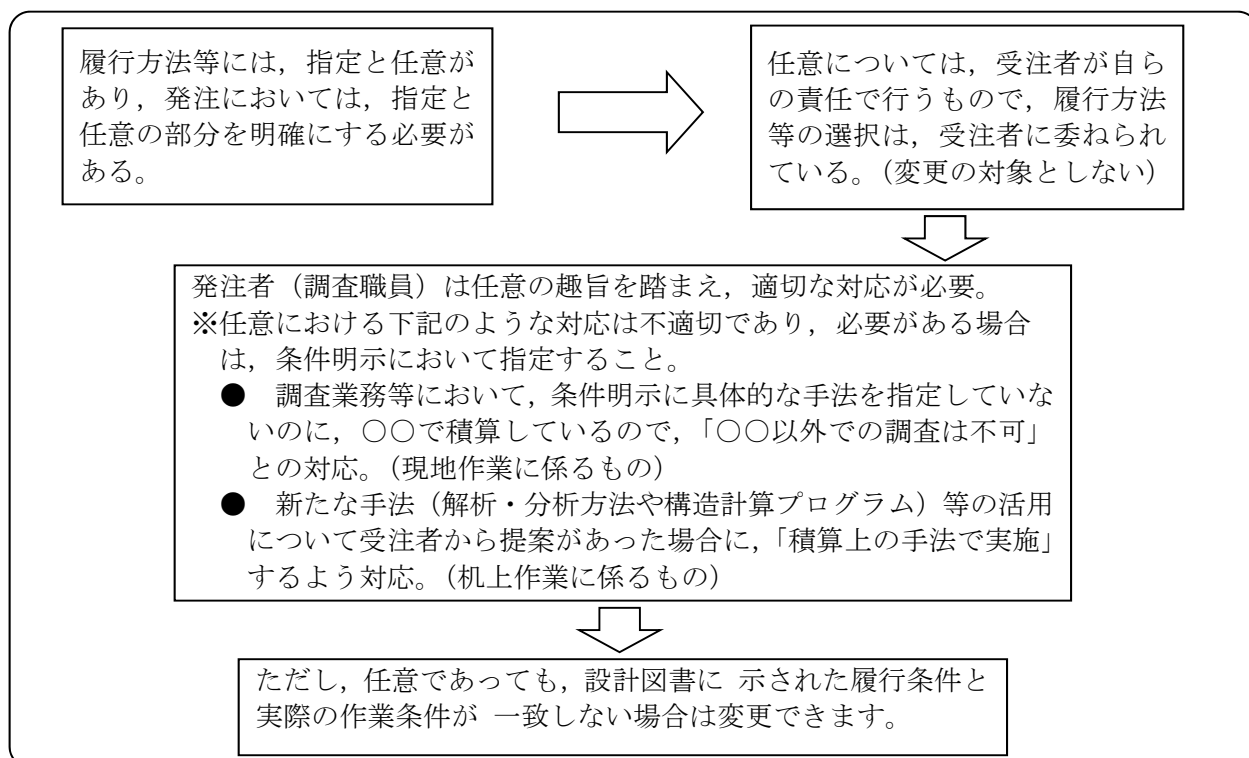 履行方法等には，指定と任意が
あり，発注においては，指定と
任意の部分を明確にする必要が
ある。
任意については，受注者が自ら
の責任で行うもので，履行方法
等の選択は，受注者に委ねられ
ている。（変更の対象としない）
発注者（調査職員）は任意の趣旨を踏まえ，適切な対応が必要。
※任意における下記のような対応は不適切であり，必要がある場合
は，条件明示において指定すること。
●　調査業務等において，条件明示に具体的な手法を指定していな
いのに，○○で積算しているので，「○○以外での調査は不可」
との対応。（現地作業に係るもの）
●　新たな手法（解析・分析方法や構造計算プログラム）等の活用
について受注者から提案があった場合に，「積算上の手法で実施」
するよう対応。（机上作業に係るもの）
ただし，任意であっても，設計図書に 示された履行条件と
実際の作業条件が 一致しない場合は変更できます。